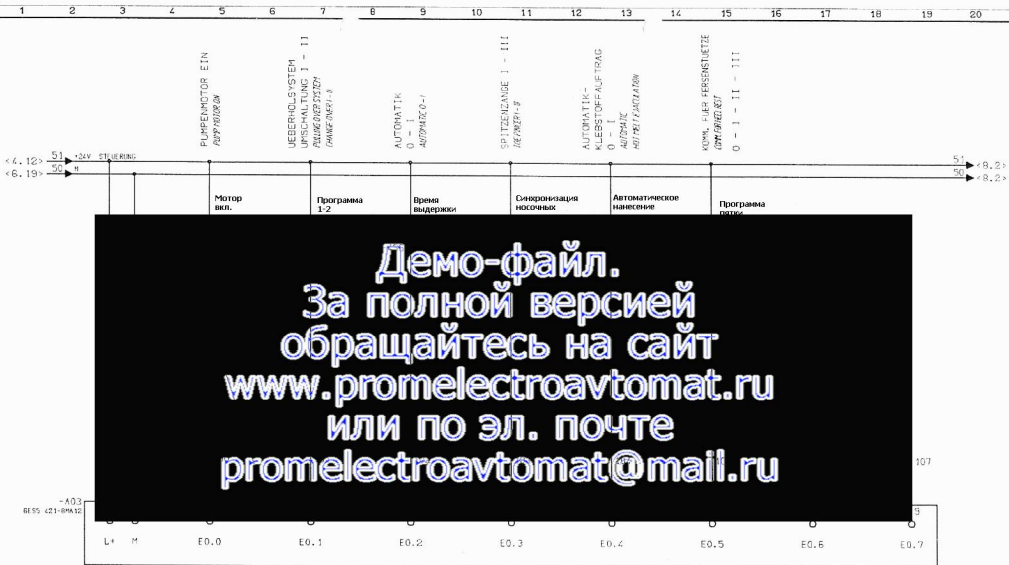 1 2 3 4 5 6 7 8 9 10 11 12 13 14 15 16 17 18 19 20
PUMPENMOTOR EIN
PUMP MOTOR ON
UEBERHOLSYSTEM
UMSCHALTUNG I - II
PULLING OVER SYSTEM
CHANGE OVER I - II
AUTOMATIK
0 - I
AUTOMATIC 0 - I
SPITZENZANGE I - III
AUTOMATIK-
KLEBSTOFFAUFTRAG
0 - I
AUTOMATIC
KOMM. FUER FERSENSTUETZE
0 - I - II - III
<4.12> 51 +24V STEUERUNG 51 <8.2>
<6.19> 50 M 50 <8.2>
Мотор
вкл.
Программа
1-2
Время
выдержки
Синхронизация
носочных
Автоматическое
нанесение
Программа
пятки
Демо-файл.
За полной версией
обращайтесь на сайт
www.promelectroavtomat.ru
или по эл. почте
promelectroavtomat@mail.ru
107
-A03
6ES5 421-8MA12
9
L+ M E0.0 E0.1 E0.2 E0.3 E0.4 E0.5 E0.6 E0.7